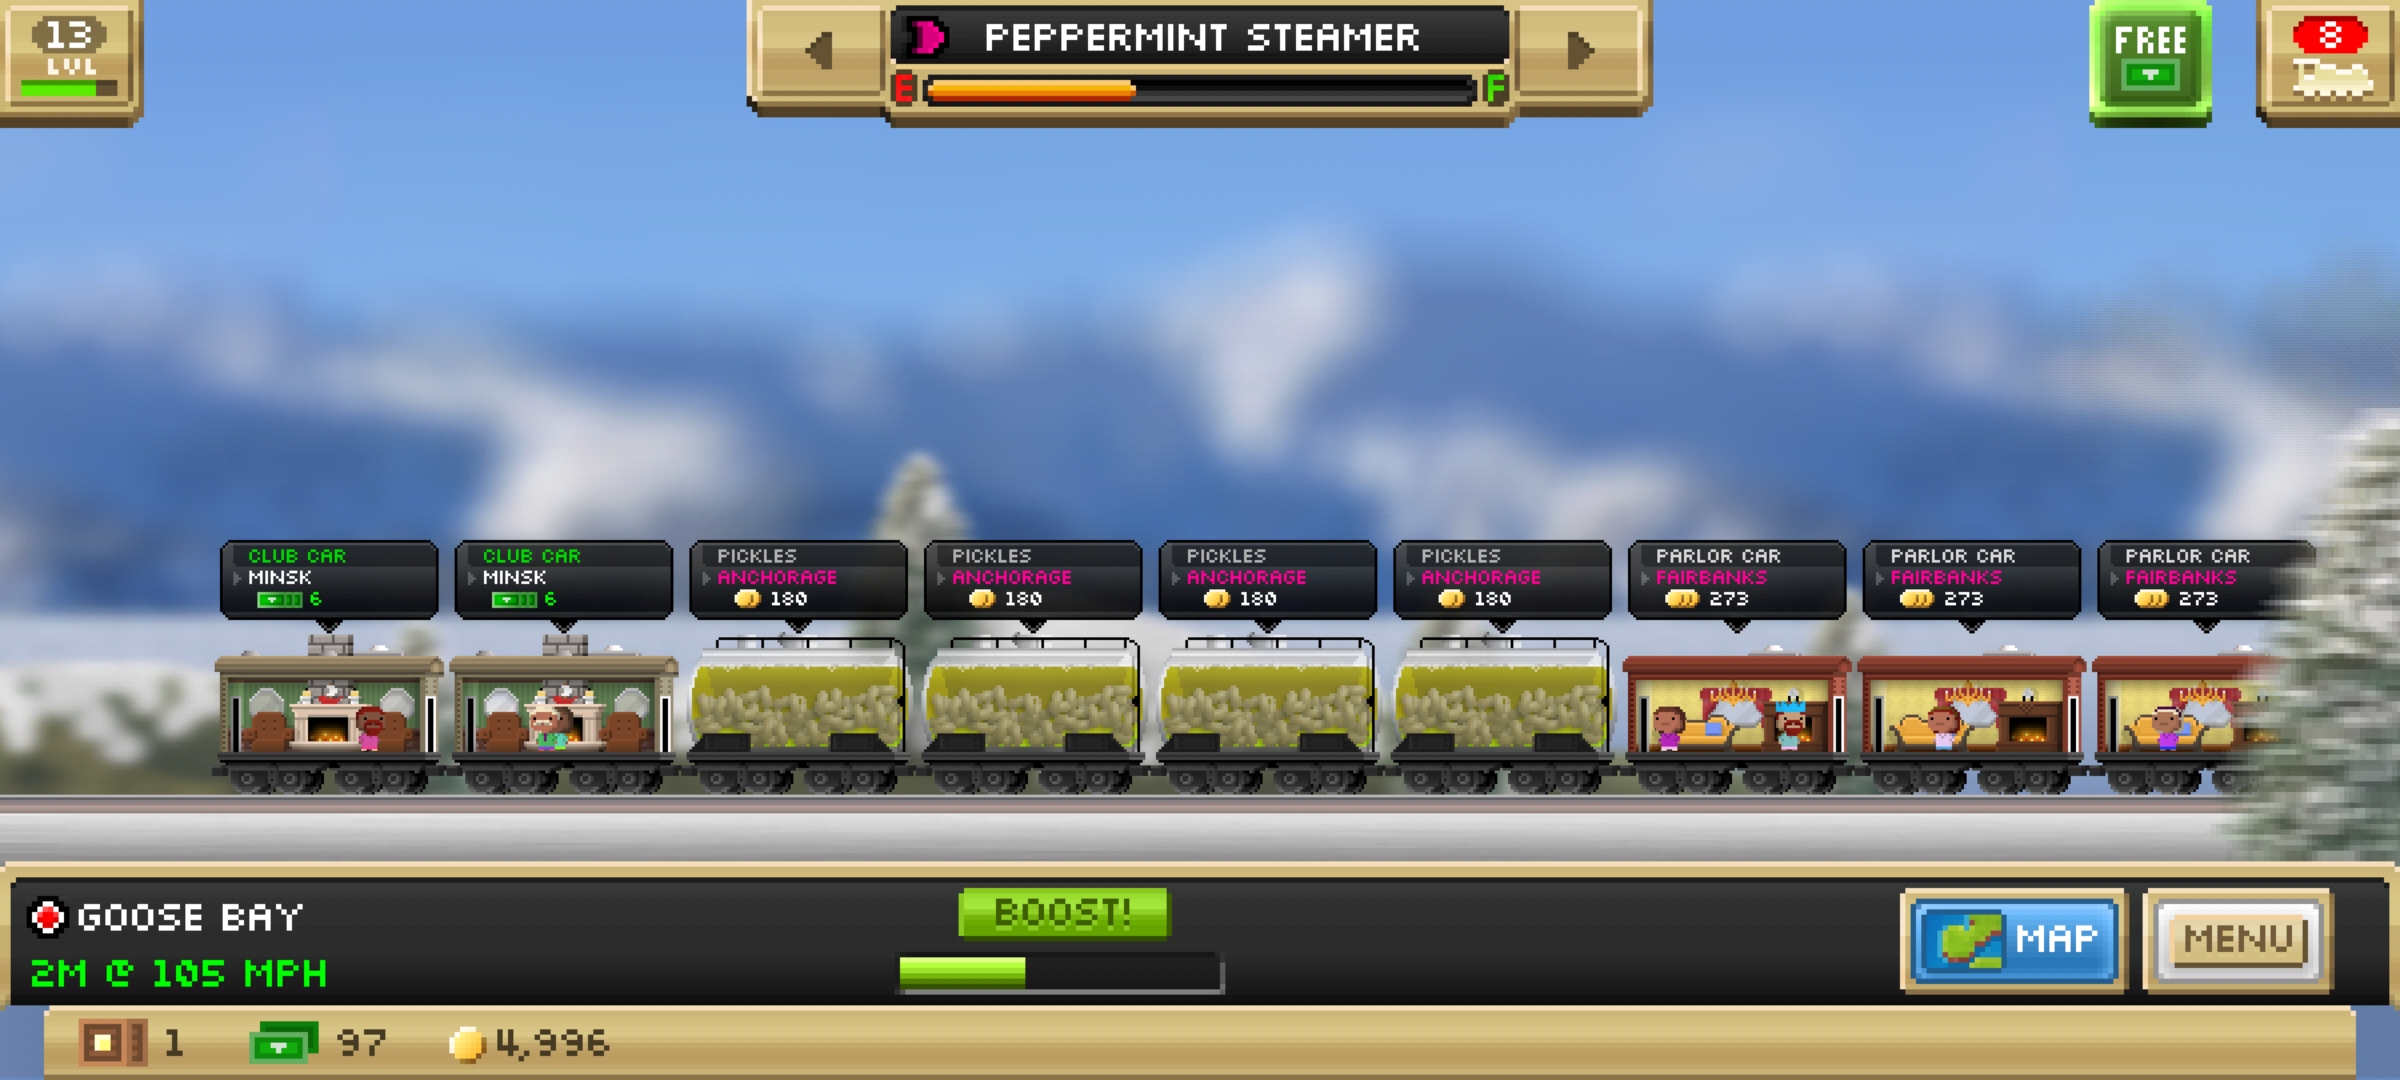 13
LVL
PEPPERMINT STEAMER
E
F
FREE
8
CLUB CAR
MINSK
6
CLUB CAR
MINSK
6
PICKLES
ANCHORAGE
180
PICKLES
ANCHORAGE
180
PICKLES
ANCHORAGE
180
PICKLES
ANCHORAGE
180
PARLOR CAR
FAIRBANKS
273
PARLOR CAR
FAIRBANKS
273
PARLOR CAR
FAIRBANKS
273
GOOSE BAY
2M @ 105 MPH
BOOST!
MAP
MENU
1
97
4,996